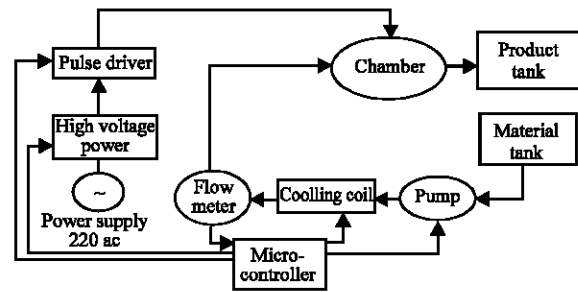 Pulse driver
Chamber
Product
tank
High voltage
power
Material
tank
~
Flow
meter
Coolling coil
Pump
Power supply
220 ac
Micro-
controller